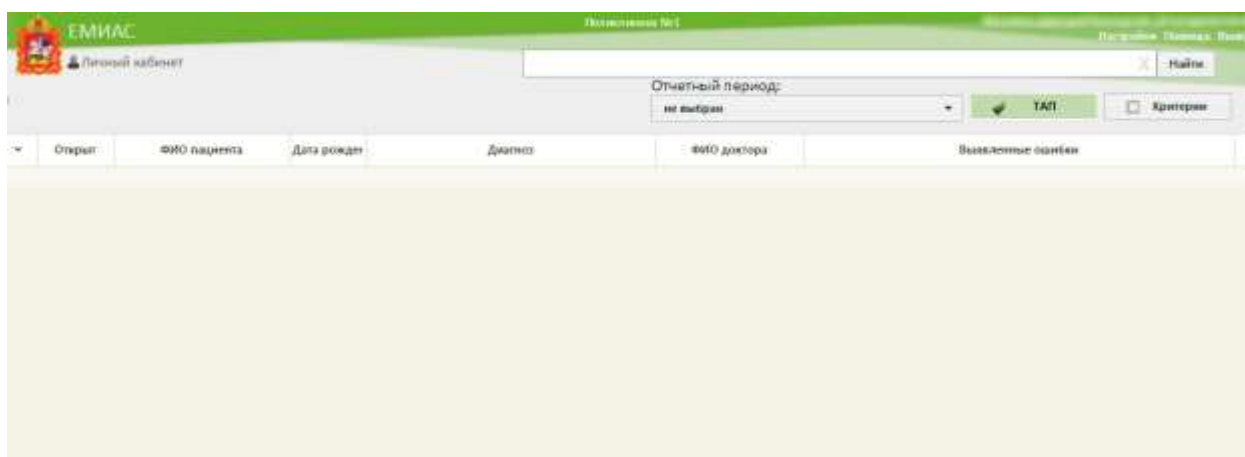 ЕМИАС
Поликлиника №1
Настройки Помощь
Личный кабинет
X Найти
Отчетный период:
не выбран
ТАП
Критерии
Открыт ФИО пациента Дата рожден Диагноз ФИО доктора Выявленные ошибки